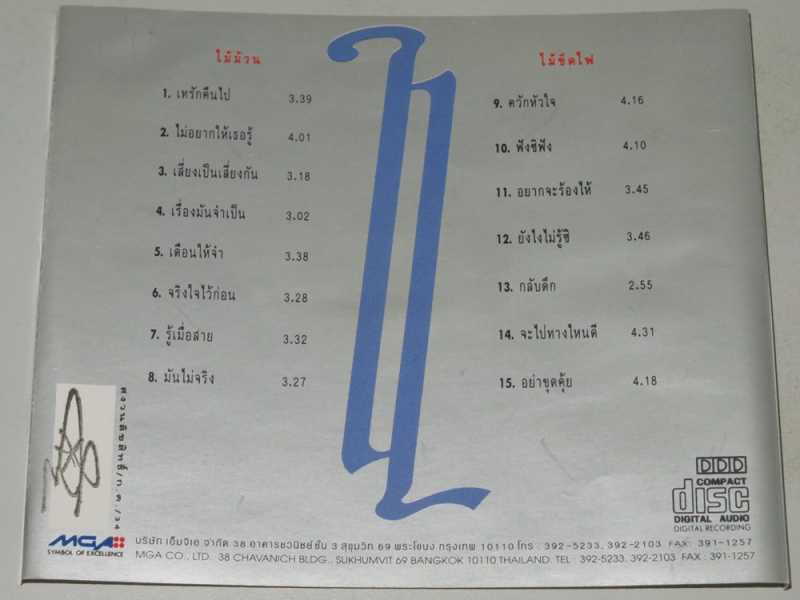 ไม้ม้วน
1. เทรักคืนไป 3.39
2. ไม่อยากให้เธอรู้ 4.01
3. เสี่ยงเป็นเสี่ยงกัน 3.18
4. เรื่องมันจำเป็น 3.02
5. เตือนให้จำ 3.38
6. จริงใจไว้ก่อน 3.28
7. รู้เมื่อสาย 3.32
8. มันไม่จริง 3.27
ไม้ขีดไฟ
9. ควักหัวใจ 4.16
10. ฟังซิฟัง 4.10
11. อยากจะร้องไห้ 3.45
12. ยังไงไม่รู้ซิ 3.46
13. กลับดึก 2.55
14. จะไปทางไหนดี 4.31
15. อย่าขุดคุ้ย 4.18
สงวนลิขสิทธิ์/ก.ค./34
DDD
COMPACT
disc
DIGITAL AUDIO
DIGITAL RECORDING
MGA
SYMBOL OF EXCELLENCE
บริษัท เอ็มจีเอ จำกัด 38 อาคารชวนิชย์ชั้น 3 สุขุมวิท 69 พระโขนง กรุงเทพ 10110 โทร : 392-5233, 392-2103 FAX: 391-1257
MGA CO., LTD. 38 CHAVANICH BLDG., SUKHUMVIT 69 BANGKOK 10110 THAILAND. TEL : 392-5233, 392-2103 FAX: 391-1257